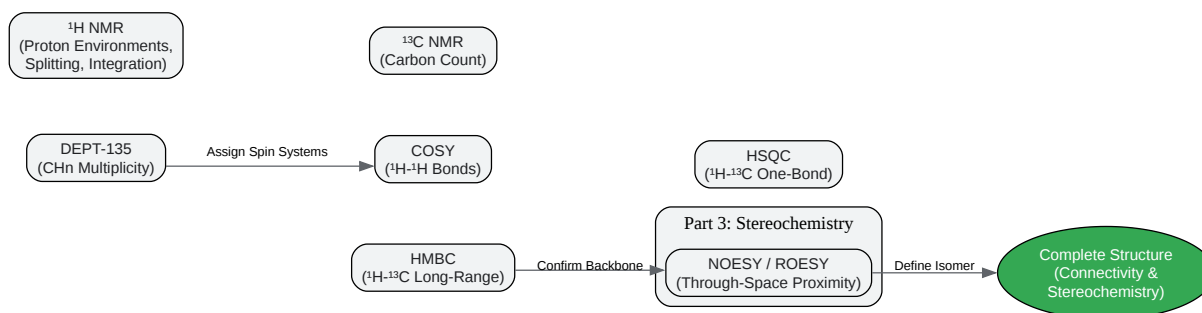 ¹H NMR
(Proton Environments,
Splitting, Integration)
¹³C NMR
(Carbon Count)
DEPT-135
(CHn Multiplicity)
Assign Spin Systems
COSY
(¹H-¹H Bonds)
HSQC
(¹H-¹³C One-Bond)
Part 3: Stereochemistry
HMBC
(¹H-¹³C Long-Range)
Confirm Backbone
NOESY / ROESY
(Through-Space Proximity)
Define Isomer
Complete Structure
(Connectivity &
Stereochemistry)